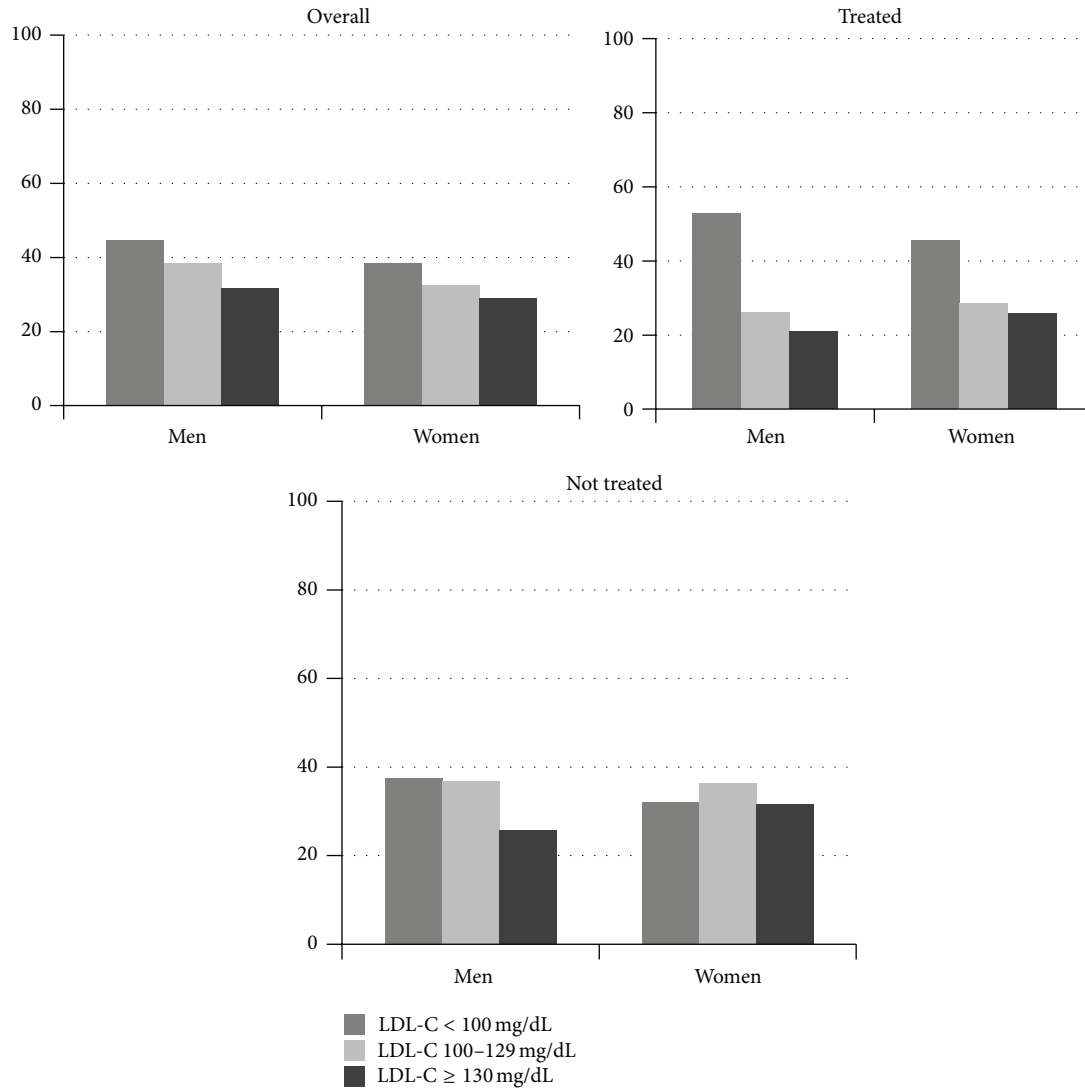 Overall
100
80
60
40
20
0
Men Women
Treated
100
80
60
40
20
0
Men Women
Not treated
100
80
60
40
20
0
Men Women
LDL-C < 100 mg/dL
LDL-C 100–129 mg/dL
LDL-C ≥ 130 mg/dL